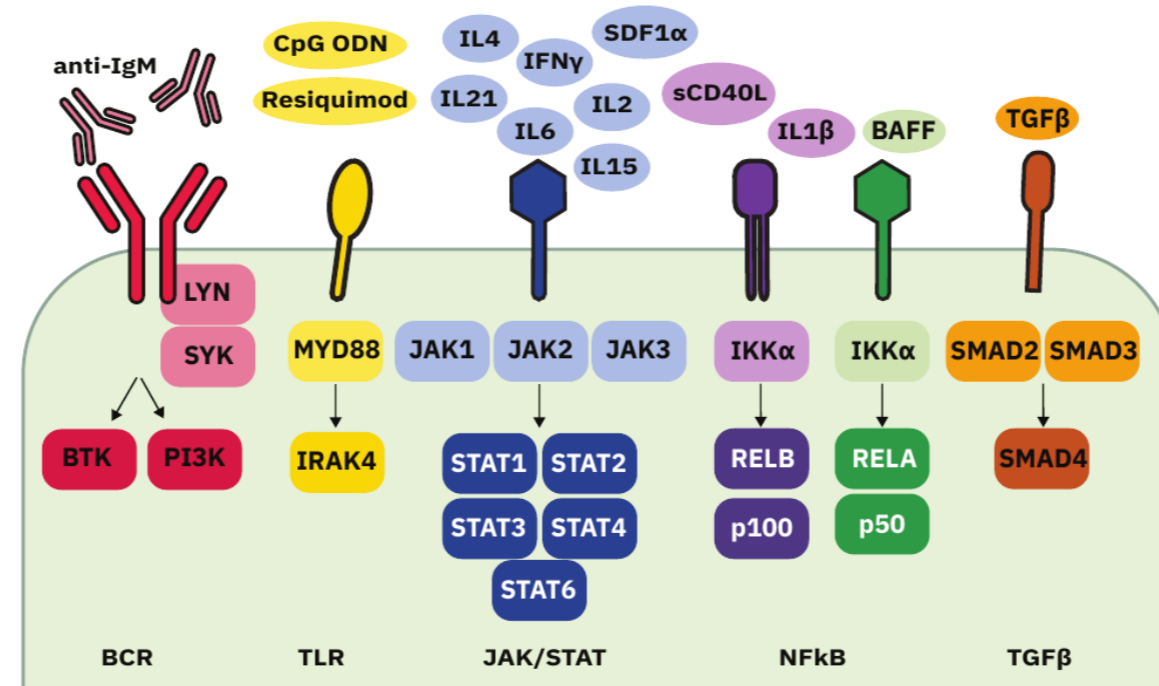 anti-IgM
CpG ODN
Resiquimod
IL4
IFNγ
SDF1α
IL21
IL2
IL6
IL15
sCD40L
IL1β
BAFF
TGFβ
LYN
SYK
BTK
PI3K
MYD88
IRAK4
JAK1
JAK2
JAK3
STAT1
STAT2
STAT3
STAT4
STAT6
IKKα
RELB
p100
IKKα
RELA
p50
SMAD2
SMAD3
SMAD4
BCR
TLR
JAK/STAT
NFkB
TGFβ